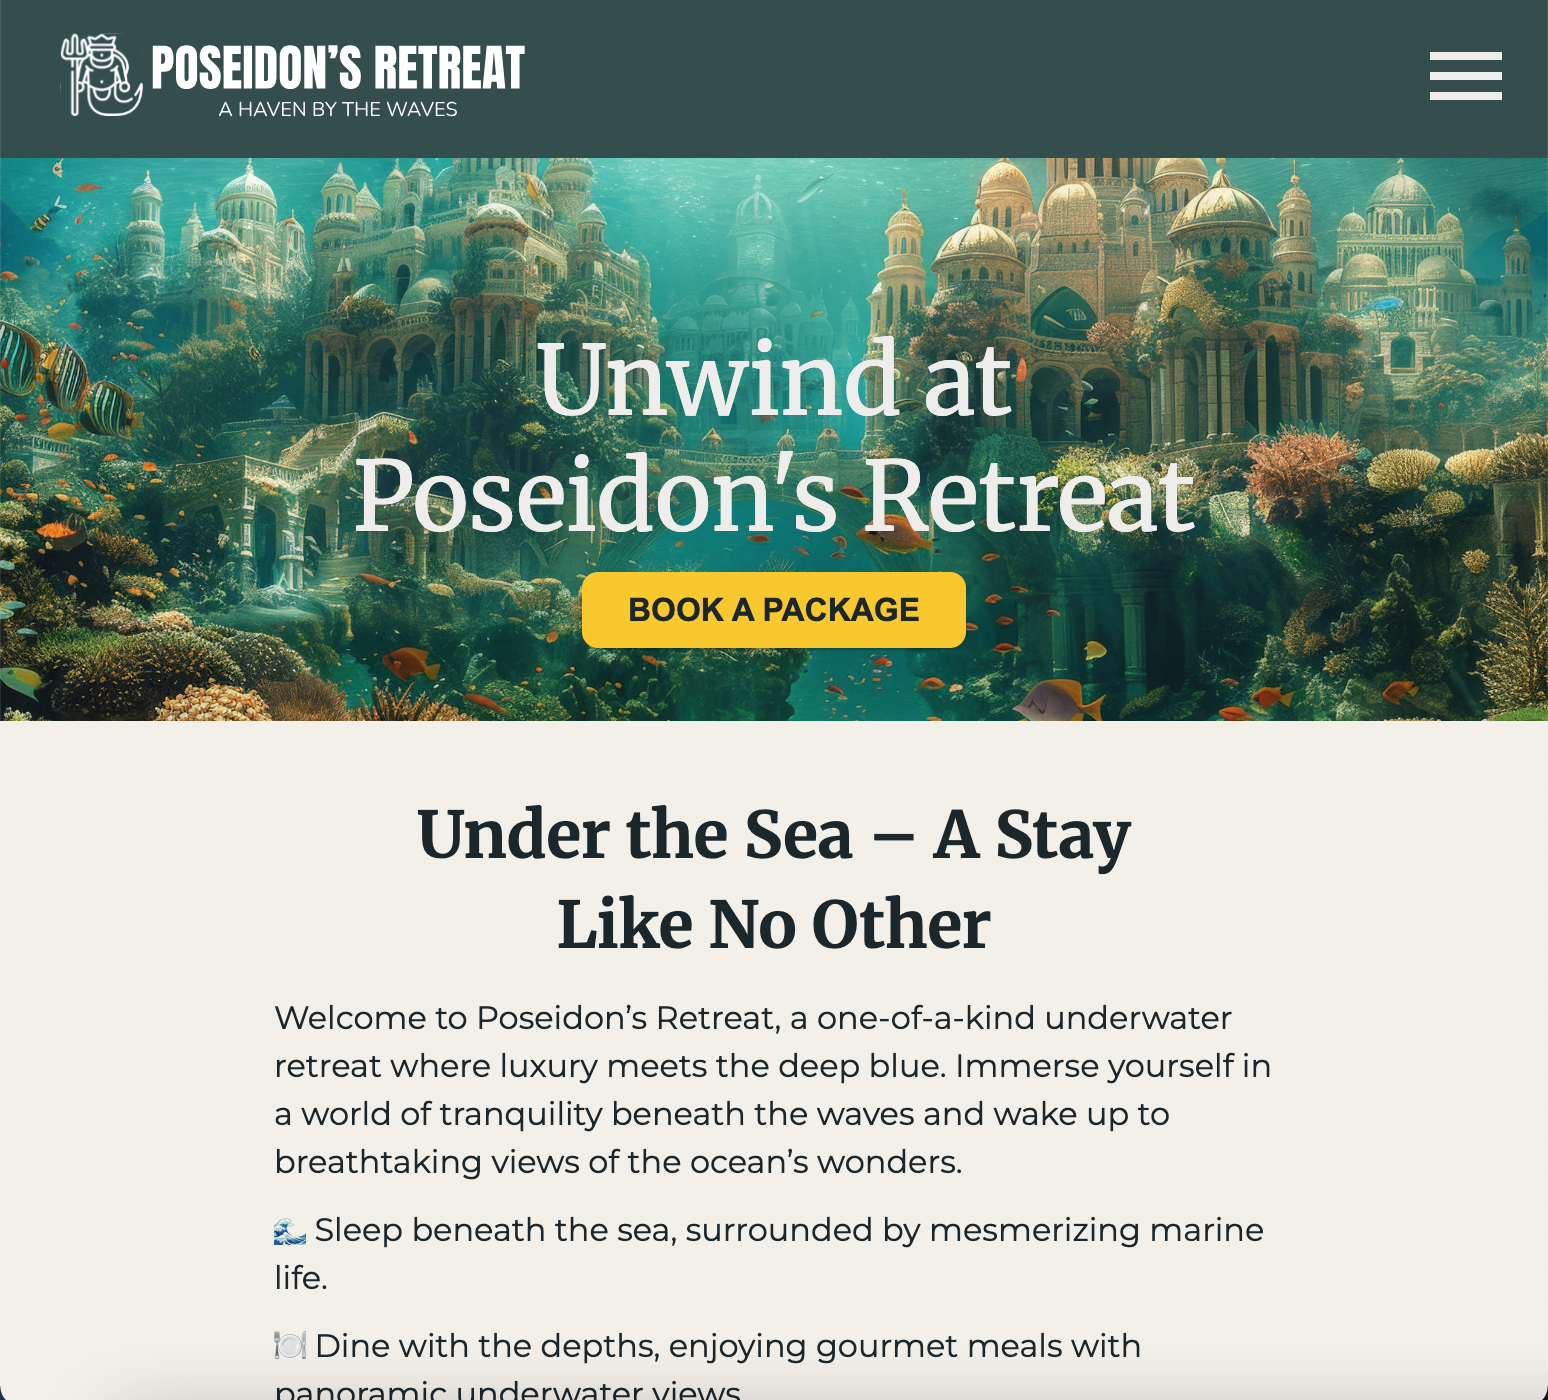 POSEIDON’S RETREAT
A HAVEN BY THE WAVES
Unwind at
Poseidon's Retreat
BOOK A PACKAGE
Under the Sea – A Stay
Like No Other
Welcome to Poseidon’s Retreat, a one-of-a-kind underwater
retreat where luxury meets the deep blue. Immerse yourself in
a world of tranquility beneath the waves and wake up to
breathtaking views of the ocean’s wonders.
🌊 Sleep beneath the sea, surrounded by mesmerizing marine
life.
🍽️ Dine with the depths, enjoying gourmet meals with
panoramic underwater views.